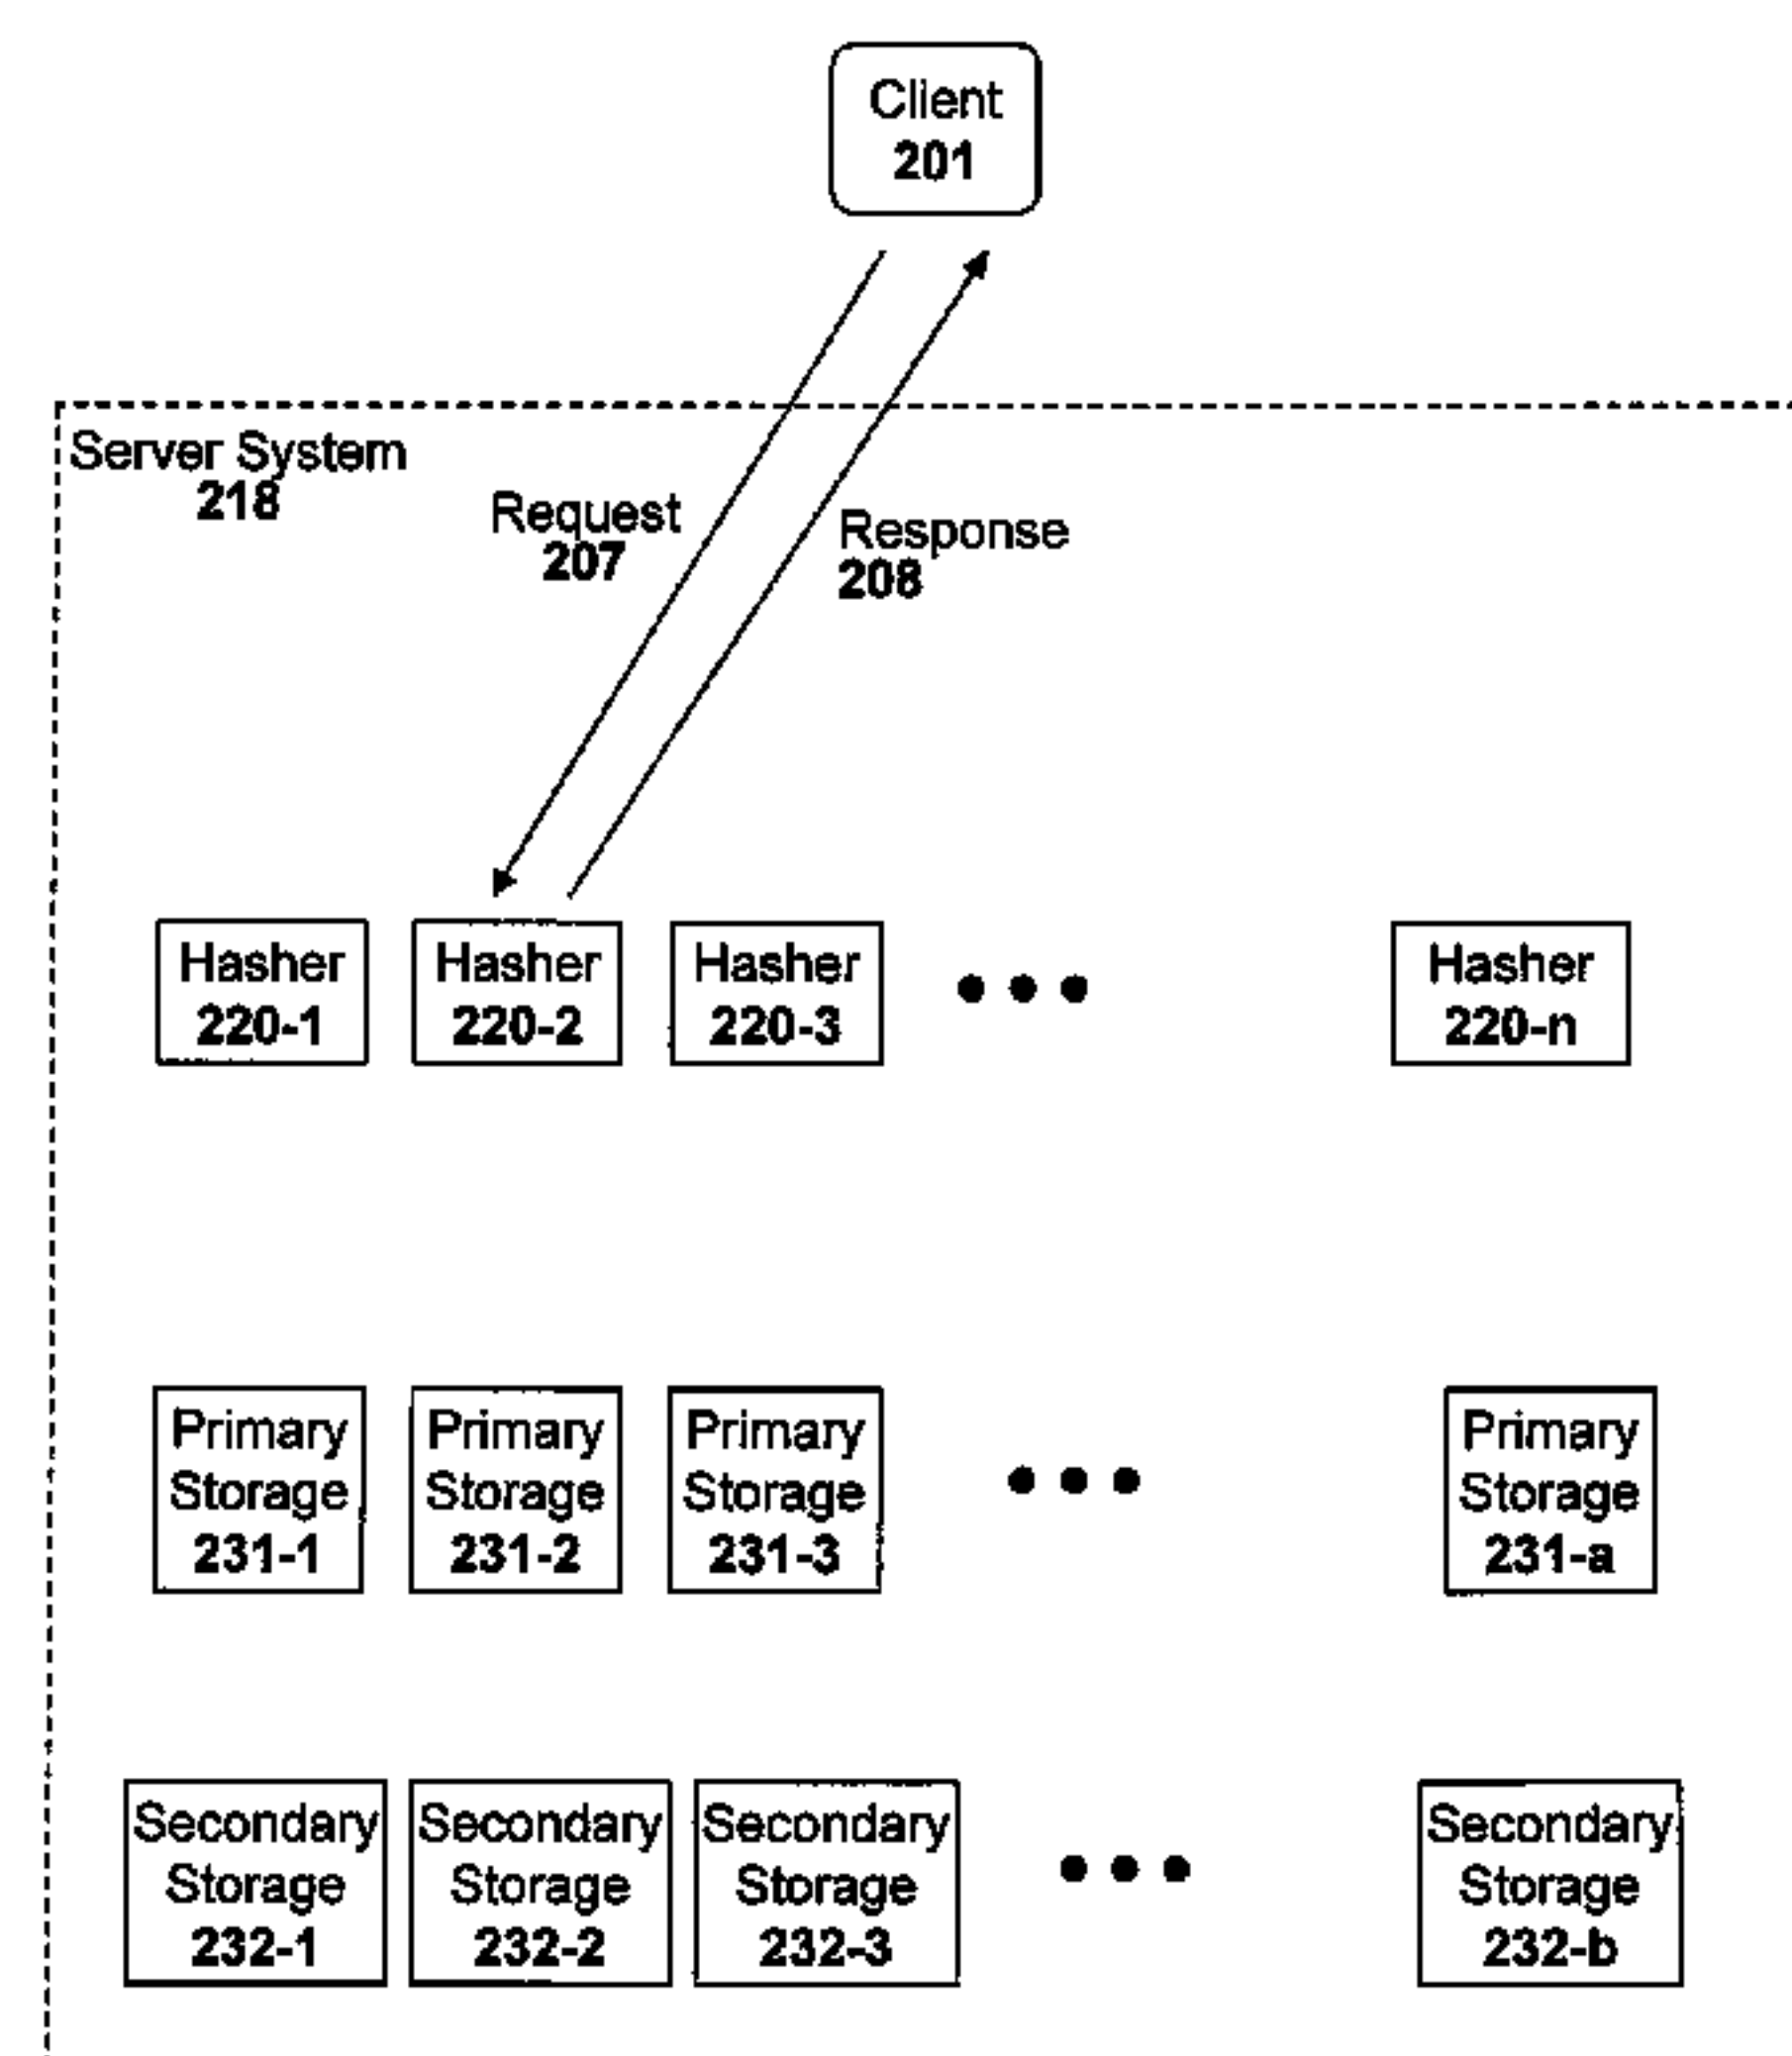 Client
201
Server System
218
Request
207
Response
208
Hasher
220-1
Hasher
220-2
Hasher
220-3
Hasher
220-n
Primary
Storage
231-1
Primary
Storage
231-2
Primary
Storage
231-3
Primary
Storage
231-a
Secondary
Storage
232-1
Secondary
Storage
232-2
Secondary
Storage
232-3
Secondary
Storage
232-b